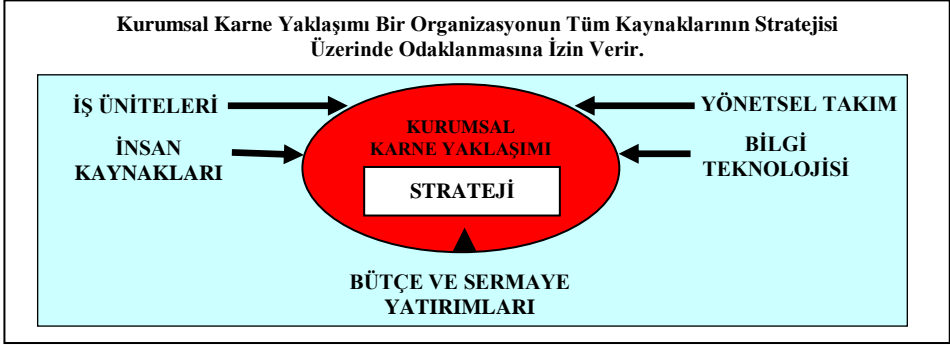 Kurumsal Karne Yaklaşımı Bir Organizasyonun Tüm Kaynaklarının Stratejisi
Üzerinde Odaklanmasına İzin Verir.
İŞ ÜNİTELERİ
YÖNETSEL TAKIM
KURUMSAL
KARNE YAKLAŞIMI
İNSAN
KAYNAKLARI
BİLGİ
TEKNOLOJİSİ
STRATEJİ
BÜTÇE VE SERMAYE
YATIRIMLARI